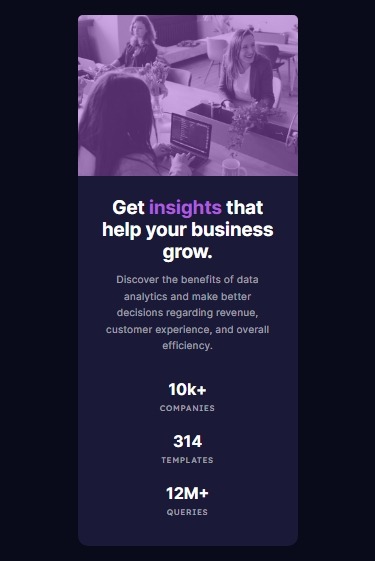 Get insights that
help your business
grow.
Discover the benefits of data
analytics and make better
decisions regarding revenue,
customer experience, and overall
efficiency.
10k+
COMPANIES
314
TEMPLATES
12M+
QUERIES